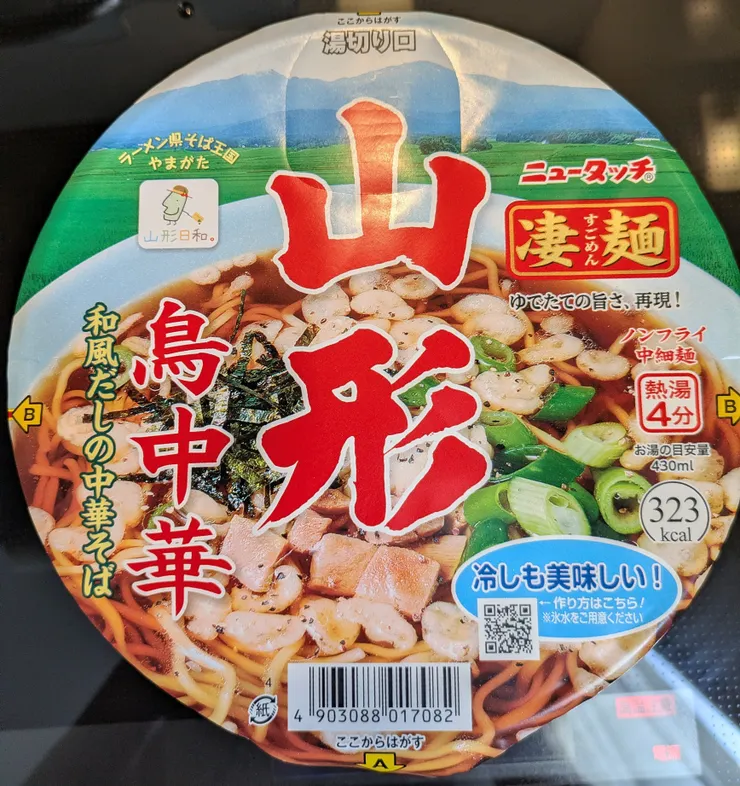 ここからはがす
湯切り口
ラーメン県そば王国
やまがた
山形日和。
ニュータッチ®
凄麺
すごめん
ゆでたての旨さ、再現！
ノンフライ
中細麺
熱湯
4分
お湯の目安量
430ml
323
kcal
山形
鳥中華
和風だしの中華そば
B
B
冷しも美味しい！
←作り方はこちら！
※氷水をご用意ください
4
紙
4 903088 017082
ここからはがす
A